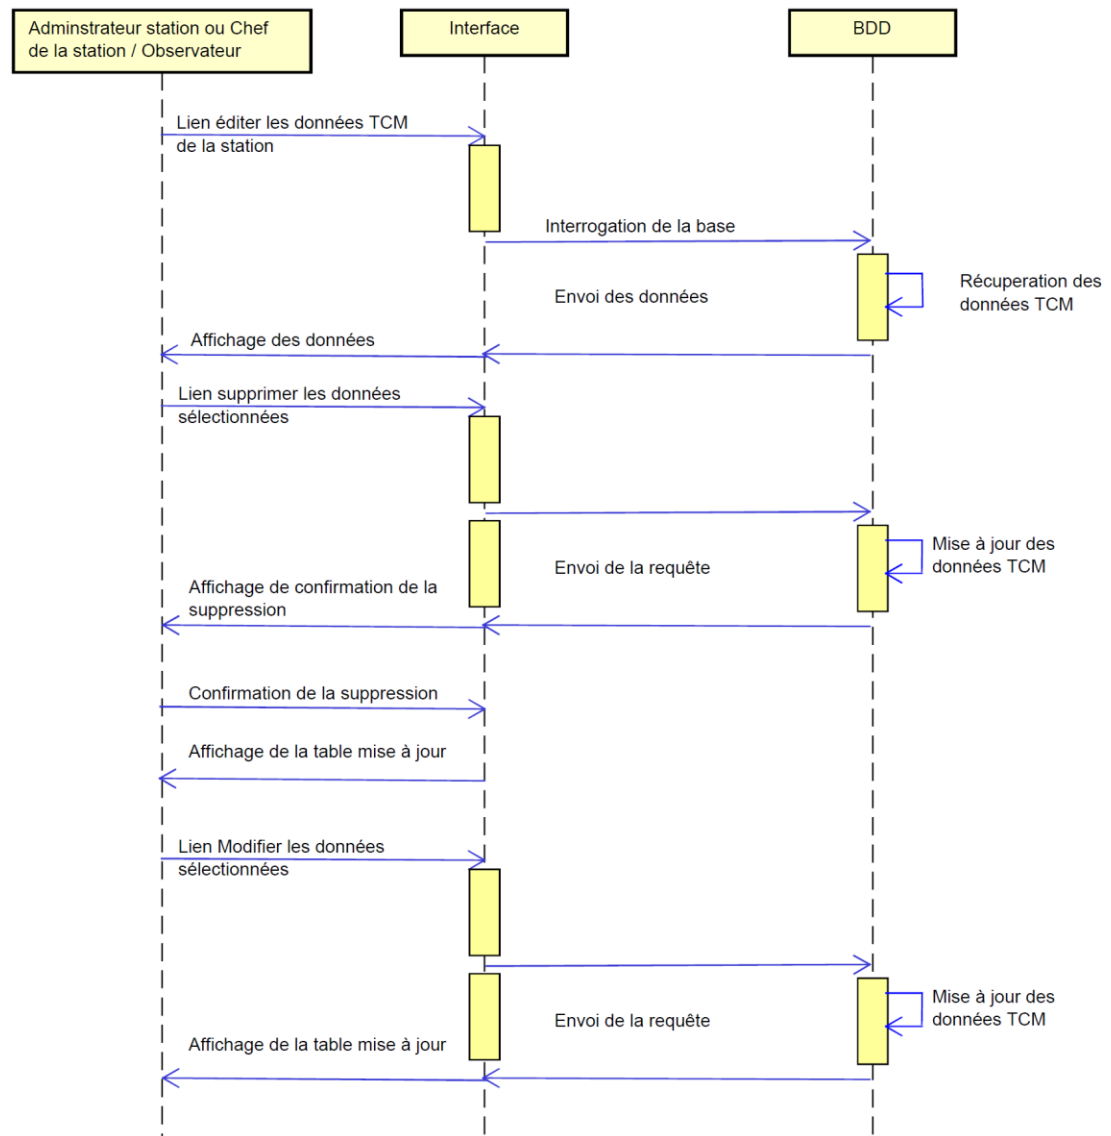 Adminstrateur station ou Chef
de la station / Observateur
Interface
BDD
Lien éditer les données TCM
de la station
Interrogation de la base
Récuperation des
données TCM
Envoi des données
Affichage des données
Lien supprimer les données
sélectionnées
Mise à jour des
données TCM
Envoi de la requête
Affichage de confirmation de la
suppression
Confirmation de la suppression
Affichage de la table mise à jour
Lien Modifier les données
sélectionnées
Mise à jour des
données TCM
Envoi de la requête
Affichage de la table mise à jour